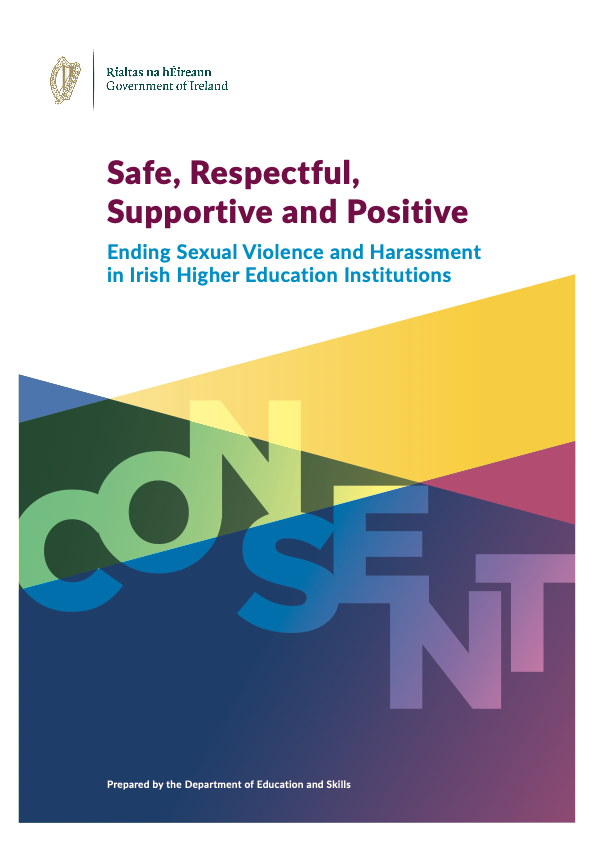 Rialtas na hÉireann
Government of Ireland
Safe, Respectful,
Supportive and Positive
Ending Sexual Violence and Harassment
in Irish Higher Education Institutions
CONSENT
Prepared by the Department of Education and Skills